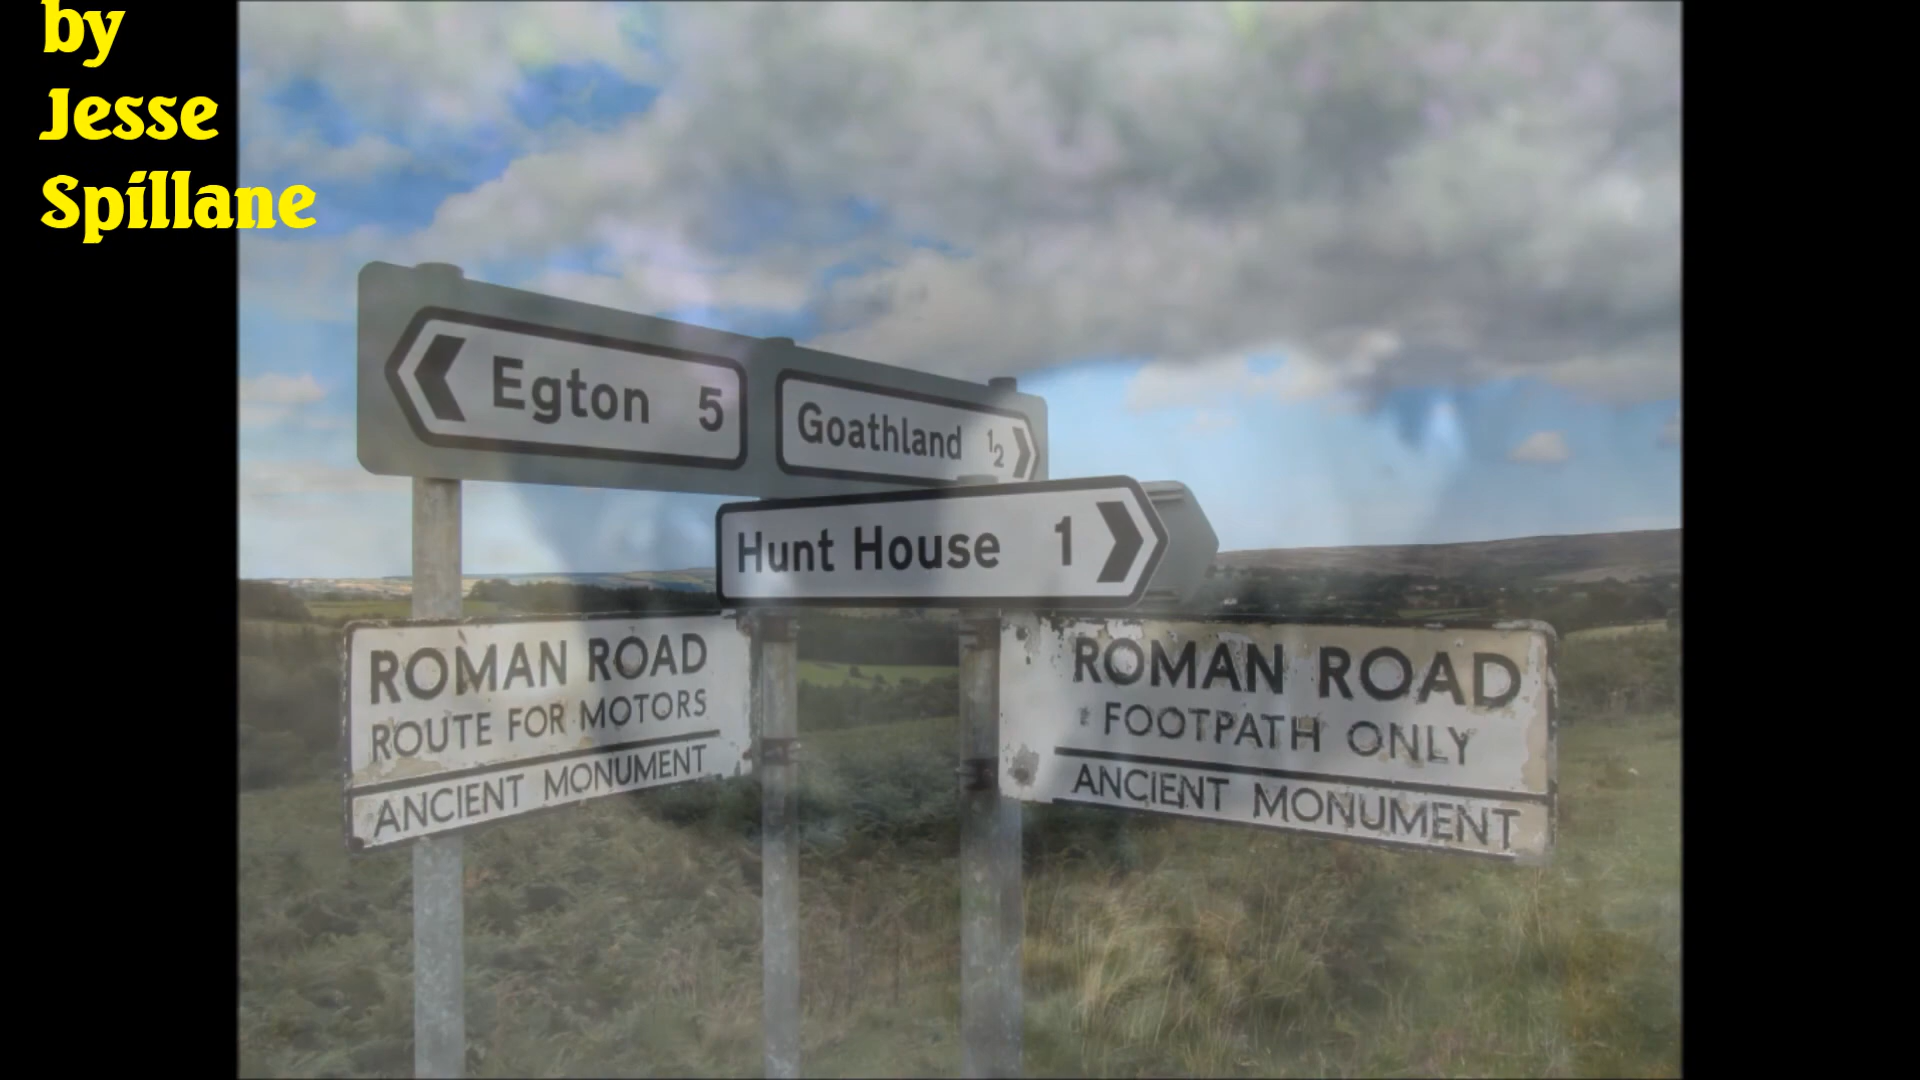 by
Jesse
Spillane
Egton 5
Goathland 1/2
Hunt House 1
ROMAN ROAD
ROUTE FOR MOTORS
ANCIENT MONUMENT
ROMAN ROAD
FOOTPATH ONLY
ANCIENT MONUMENT